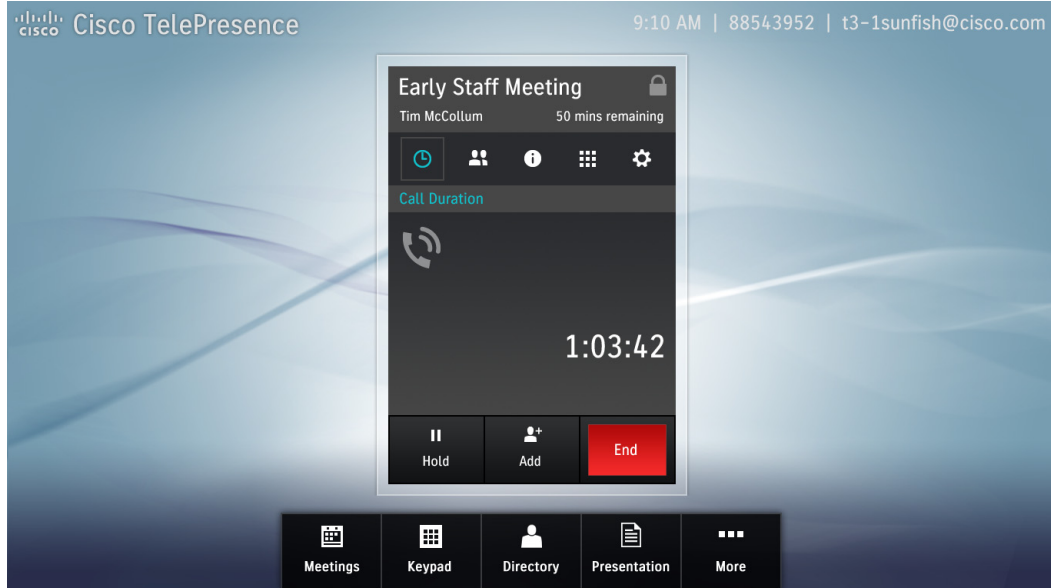 cisco Cisco TelePresence
9:10 AM | 88543952 | t3-1sunfish@cisco.com
Early Staff Meeting
Tim McCollum 50 mins remaining
Call Duration
1:03:42
Hold Add End
Meetings Keypad Directory Presentation More